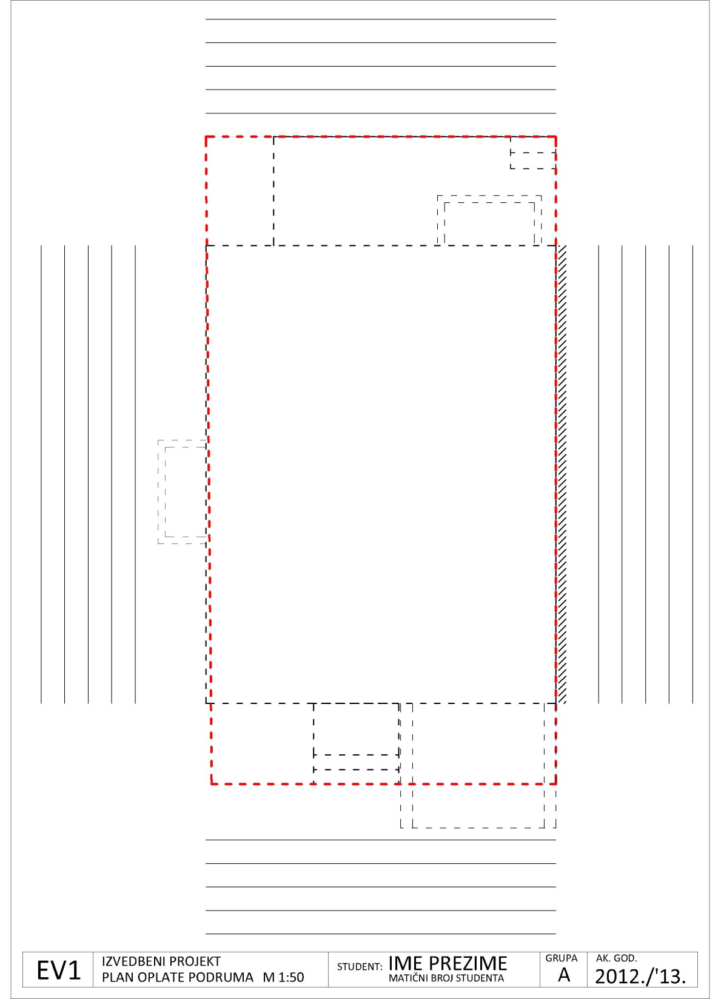 EV1
IZVEDBENI PROJEKT
PLAN OPLATE PODRUMA M 1:50
STUDENT: IME PREZIME
MATIČNI BROJ STUDENTA
GRUPA
A
AK. GOD.
2012./'13.